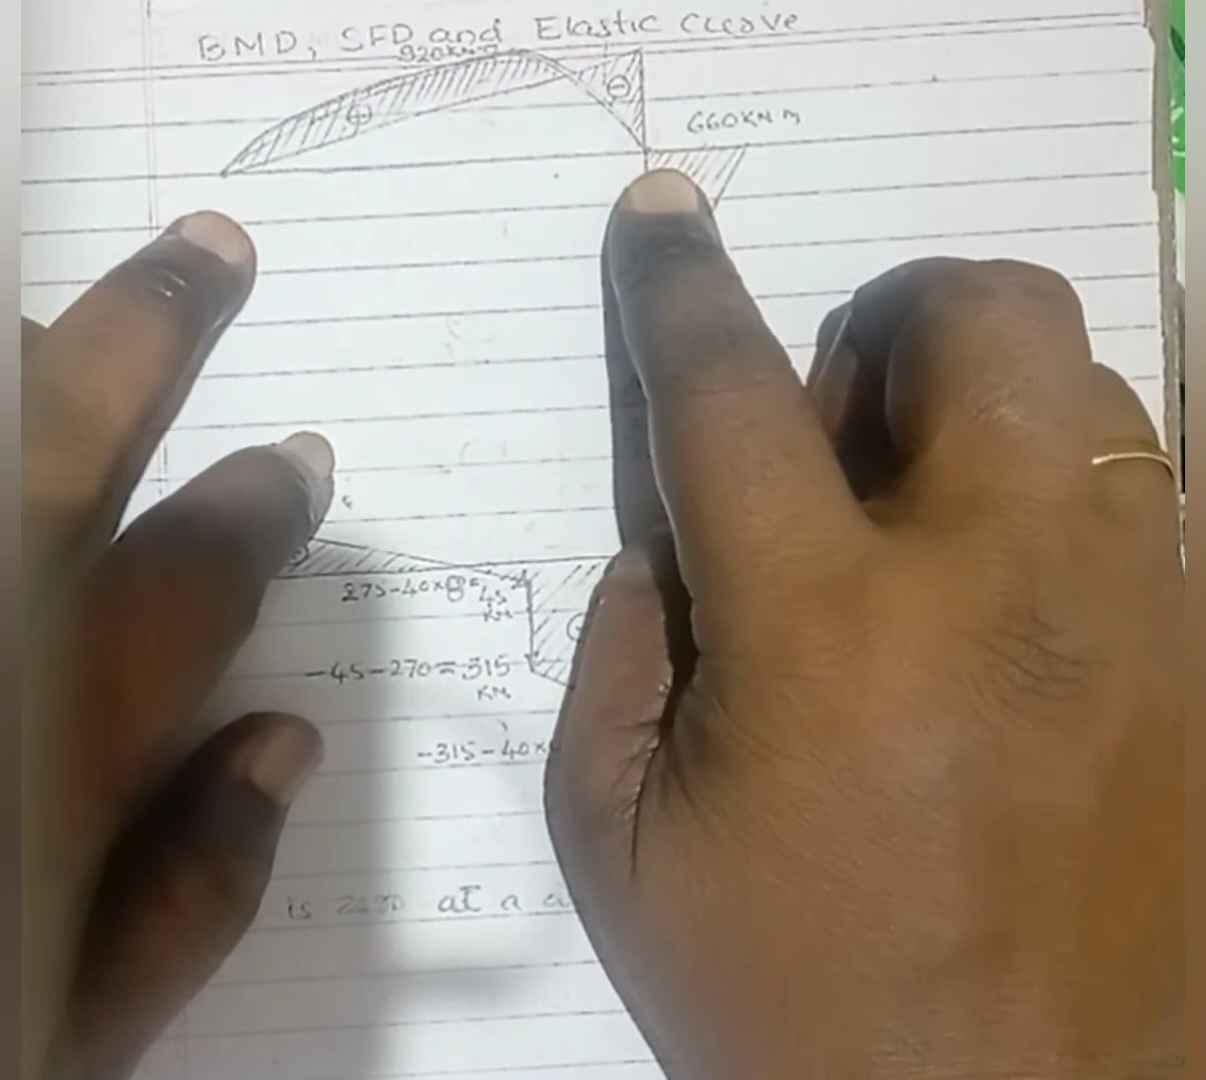 BMD, SFD and Elastic Curve
920KN-m
⊕
⊖
660KN m
275-40×8=
45
KN
-45-270=315
KN
-315-40×
is zero at a